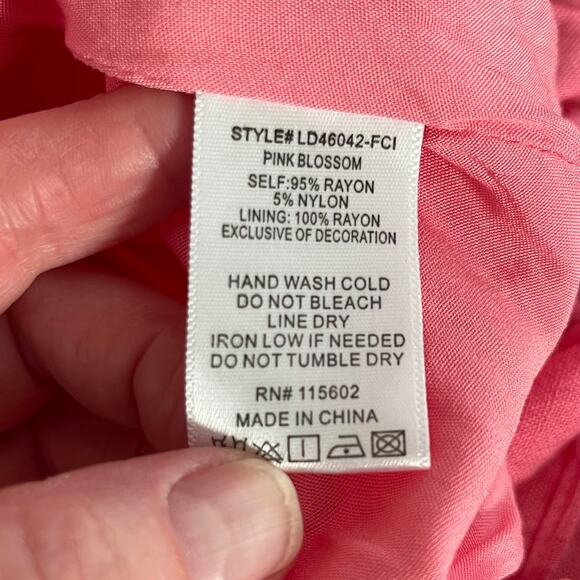 STYLE# LD46042-FCI
PINK BLOSSOM
SELF:95% RAYON
5% NYLON
LINING: 100% RAYON
EXCLUSIVE OF DECORATION
HAND WASH COLD
DO NOT BLEACH
LINE DRY
IRON LOW IF NEEDED
DO NOT TUMBLE DRY
RN# 115602
MADE IN CHINA